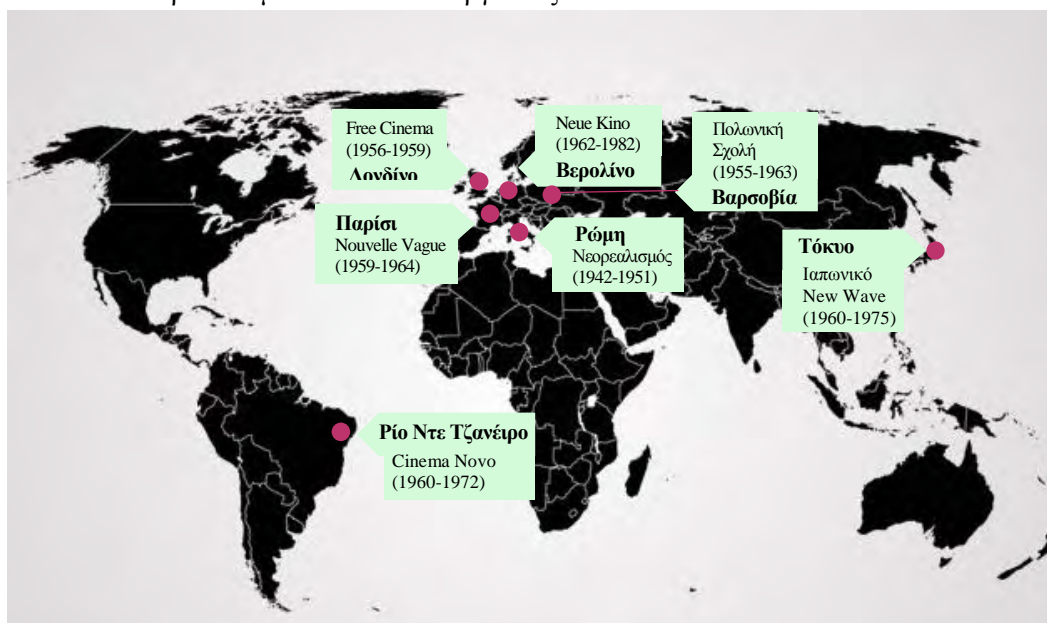 Free Cinema
(1956-1959)
Λονδίνο
Neue Kino
(1962-1982)
Βερολίνο
Πολωνική
Σχολή
(1955-1963)
Βαρσοβία
Παρίσι
Nouvelle Vague
(1959-1964)
Ρώμη
Νεορεαλισμός
(1942-1951)
Τόκυο
Ιαπωνικό
New Wave
(1960-1975)
Ρίο Ντε Τζανέιρο
Cinema Novo
(1960-1972)